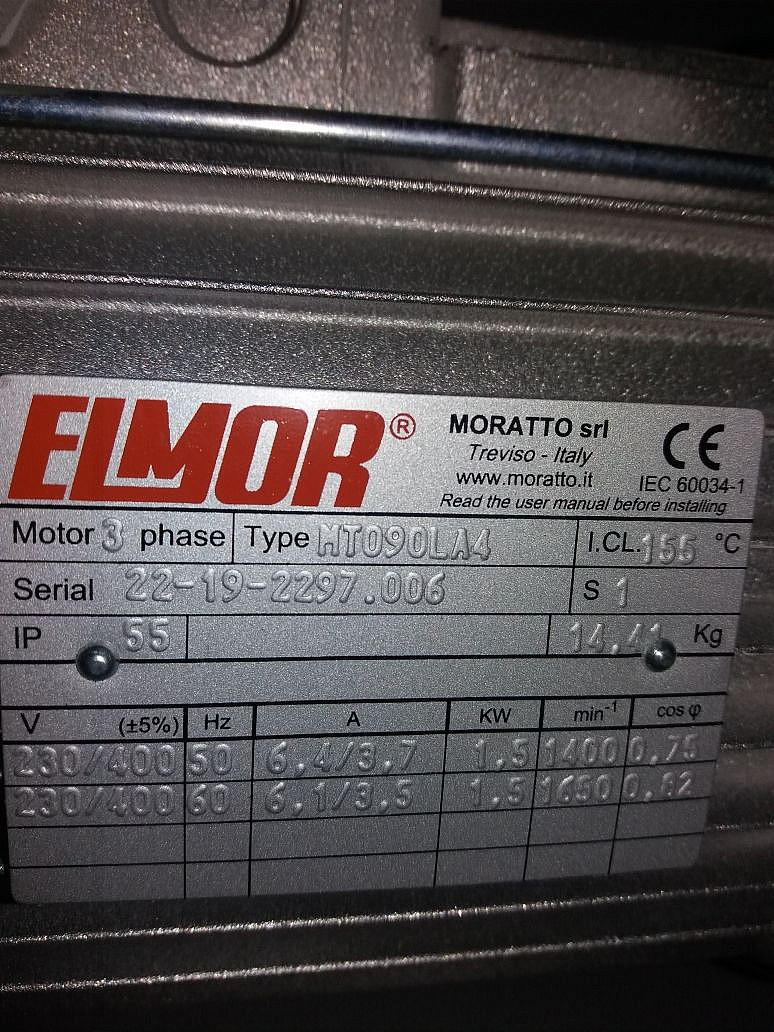 ELMOR®
MORATTO srl
Treviso - Italy
www.moratto.it
CE
IEC 60034-1
Read the user manual before installing
Motor 3 phase Type MT090LA4 I.CL. 155 °C
Serial 22-19-2297.006 S 1
IP 55 Kg
V (±5%) Hz A KW min-1 cos φ
230/400 50 6,4/3,7 1,5 1400 0,75
230/400 60 6,1/3,5 1,5 1650 0,82